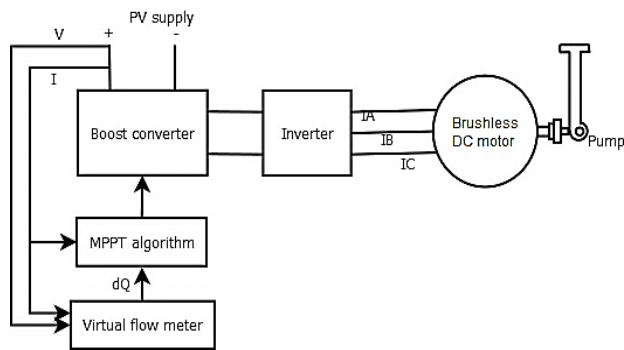 PV supply
V
+
-
I
Boost converter
Inverter
IA
IB
IC
Brushless
DC motor
Pump
MPPT algorithm
dQ
Virtual flow meter